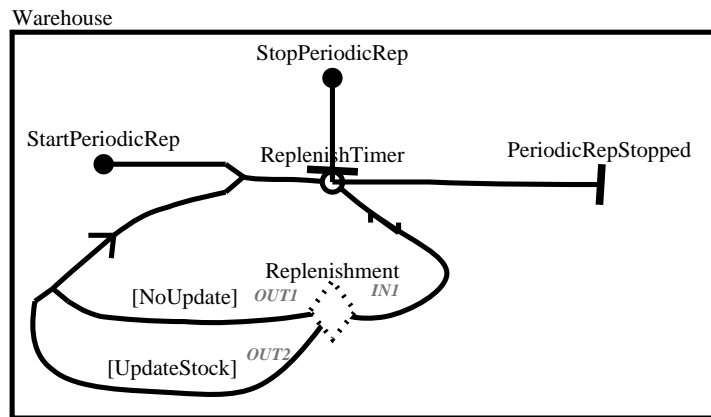 Warehouse
StopPeriodicRep
StartPeriodicRep
ReplenishTimer
PeriodicRepStopped
Replenishment
[NoUpdate]
OUT1
IN1
[UpdateStock]
OUT2